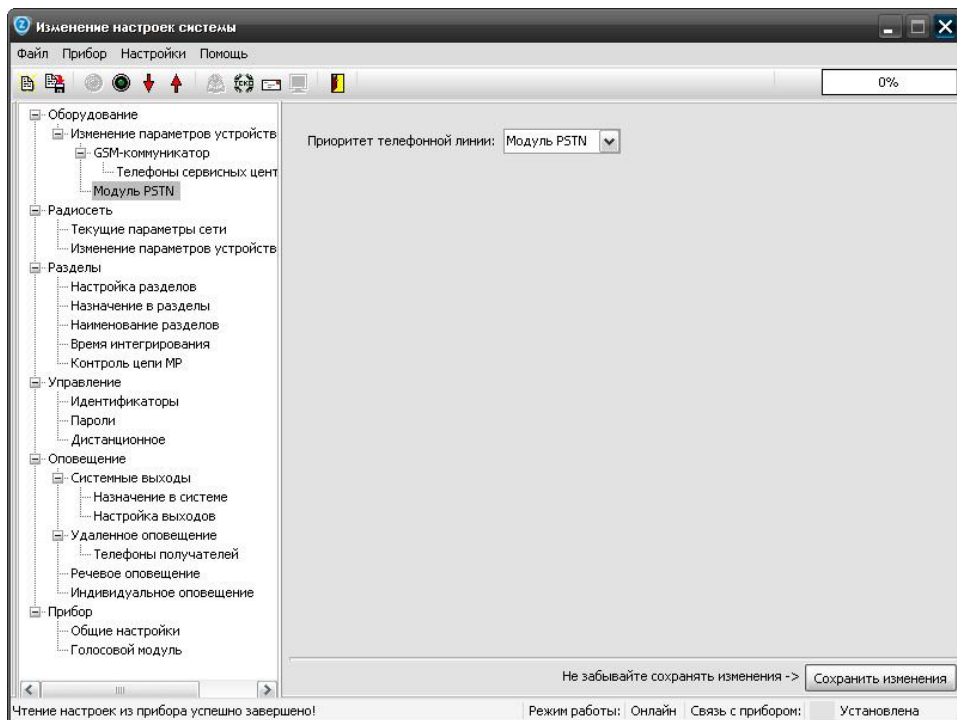 Изменение настроек системы
Файл Прибор Настройки Помощь
0%
Оборудование
Изменение параметров устройств
GSM-коммуникатор
Телефоны сервисных цент
Модуль PSTN
Радиосеть
Текущие параметры сети
Изменение параметров устройств
Разделы
Настройка разделов
Назначение в разделы
Наименование разделов
Время интегрирования
Контроль цепи МР
Управление
Идентификаторы
Пароли
Дистанционное
Оповещение
Системные выходы
Назначение в системе
Настройка выходов
Удаленное оповещение
Телефоны получателей
Речевое оповещение
Индивидуальное оповещение
Прибор
Общие настройки
Голосовой модуль
Приоритет телефонной линии: Модуль PSTN
Не забывайте сохранять изменения -> Сохранить изменения
Чтение настроек из прибора успешно завершено! Режим работы: Онлайн Связь с прибором: Установлена